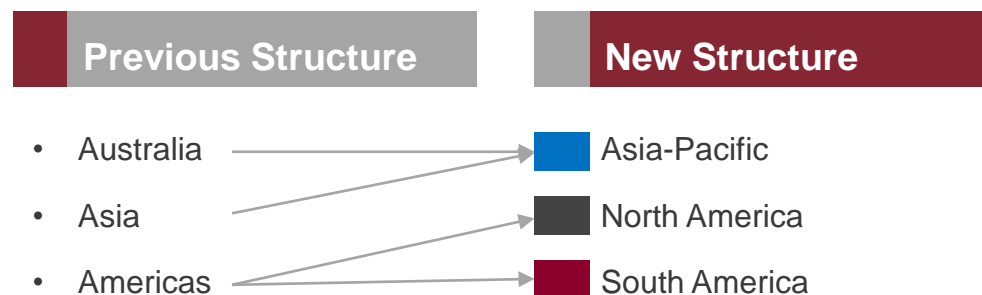 Previous Structure
New Structure
• Australia
Asia-Pacific
• Asia
North America
• Americas
South America